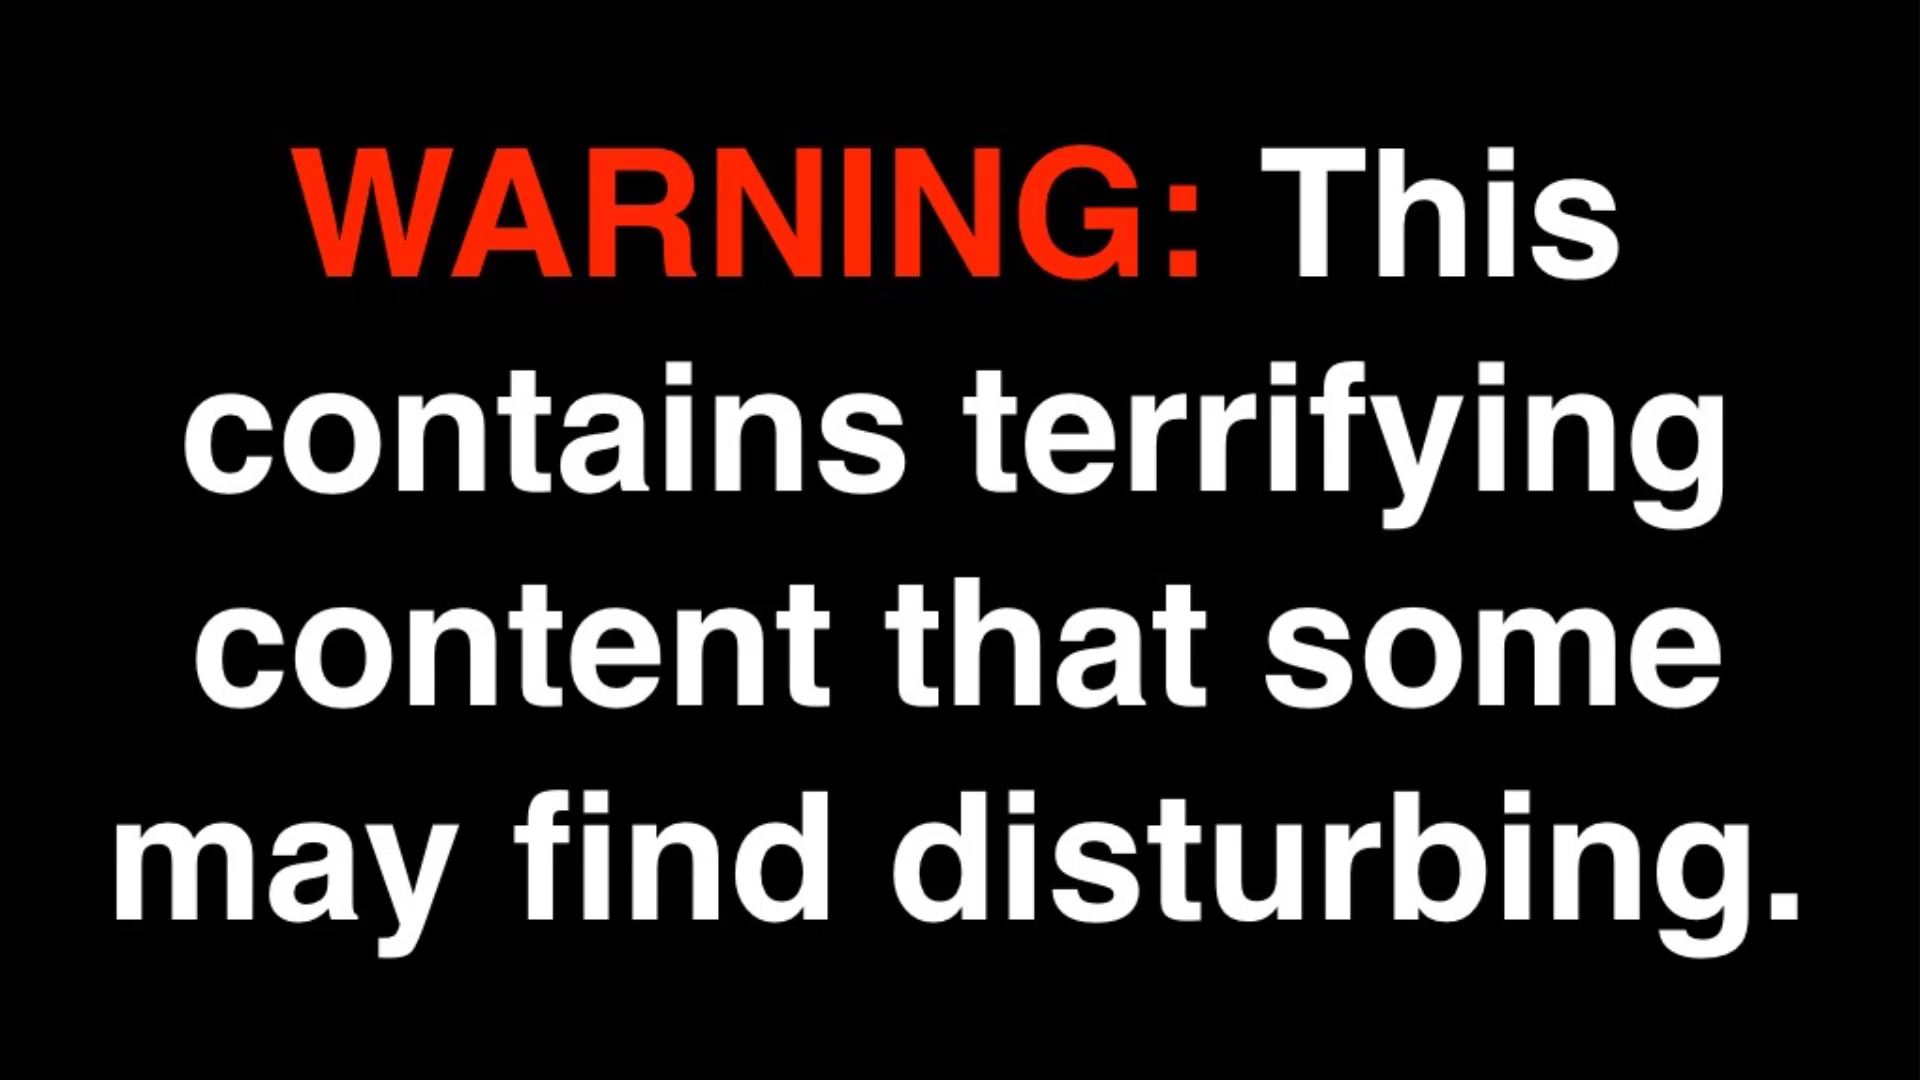 WARNING: This
contains terrifying
content that some
may find disturbing.